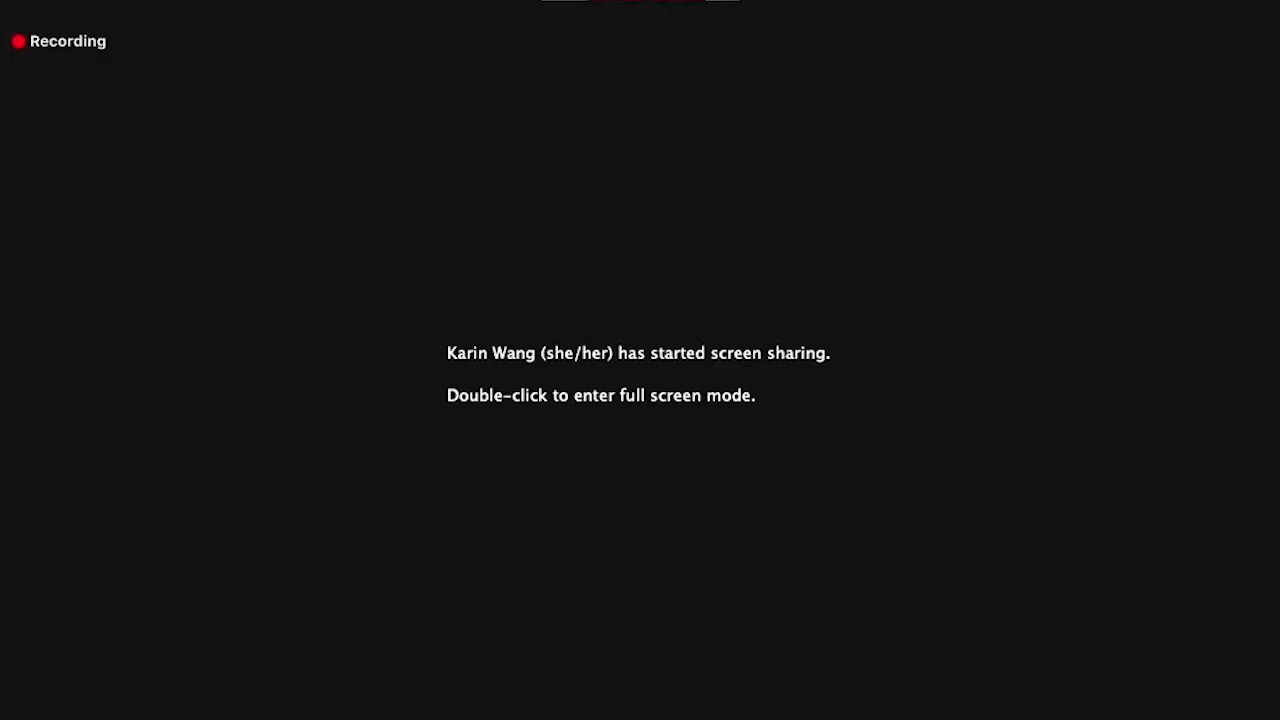 Recording
Karin Wang (she/her) has started screen sharing.
Double-click to enter full screen mode.